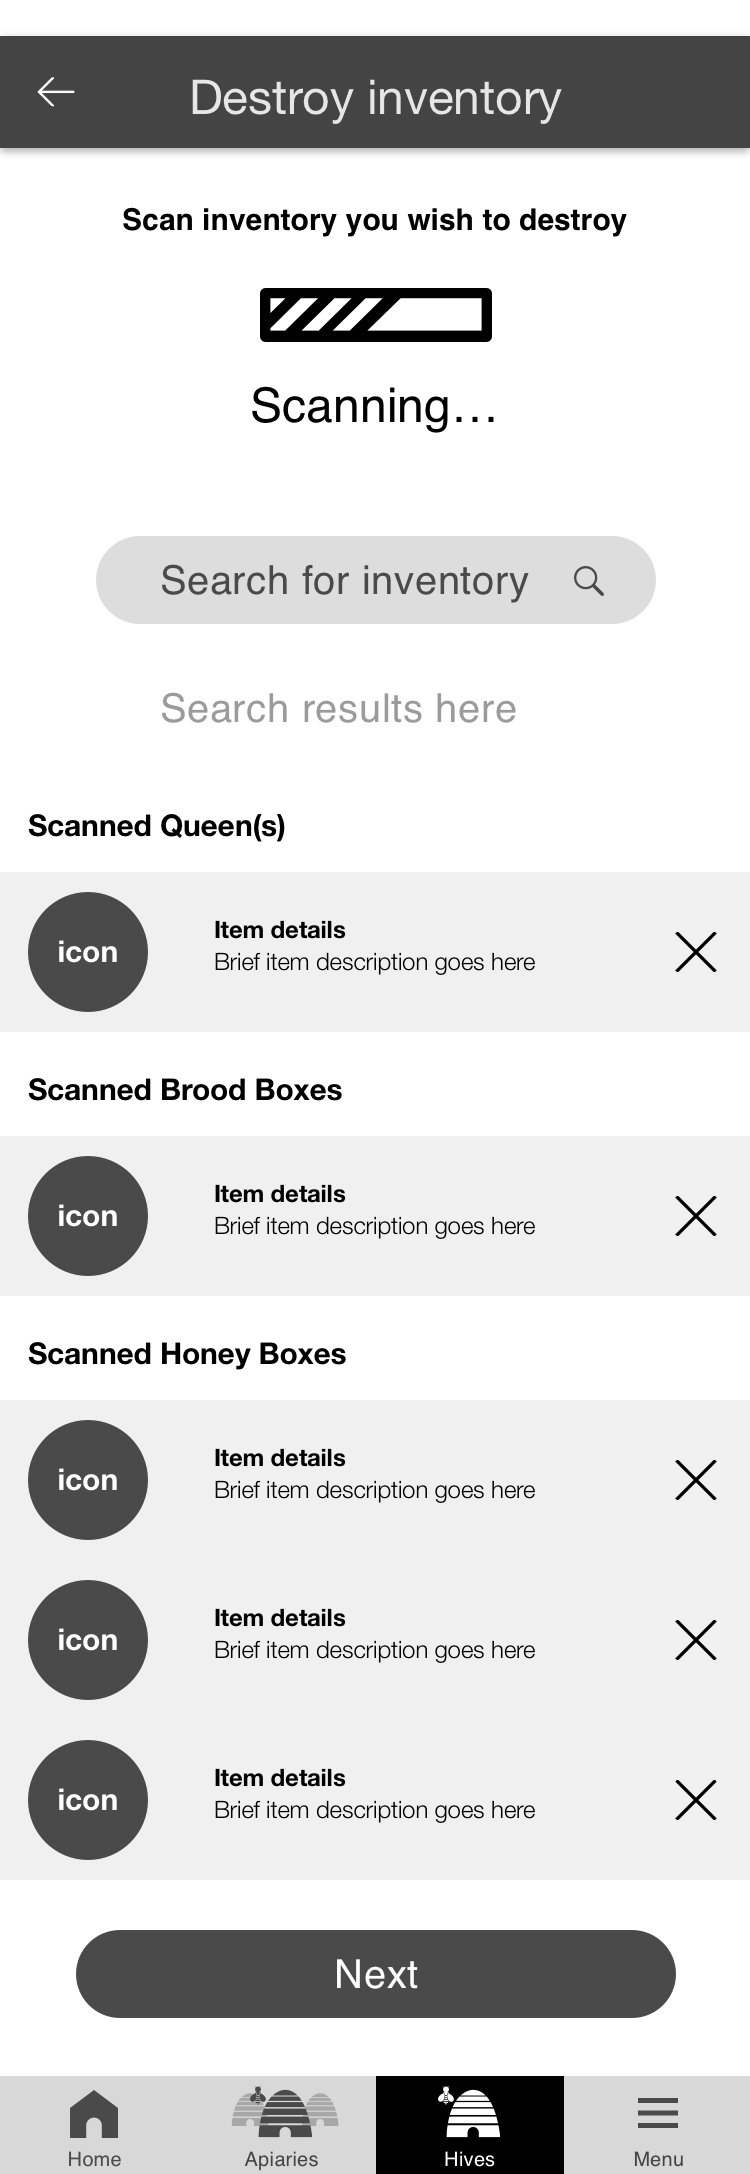 Destroy inventory
Scan inventory you wish to destroy
Scanning...
Search for inventory
Search results here
Scanned Queen(s)
icon
Item details
Brief item description goes here
Scanned Brood Boxes
icon
Item details
Brief item description goes here
Scanned Honey Boxes
icon
Item details
Brief item description goes here
icon
Item details
Brief item description goes here
icon
Item details
Brief item description goes here
Next
Home
Apiaries
Hives
Menu